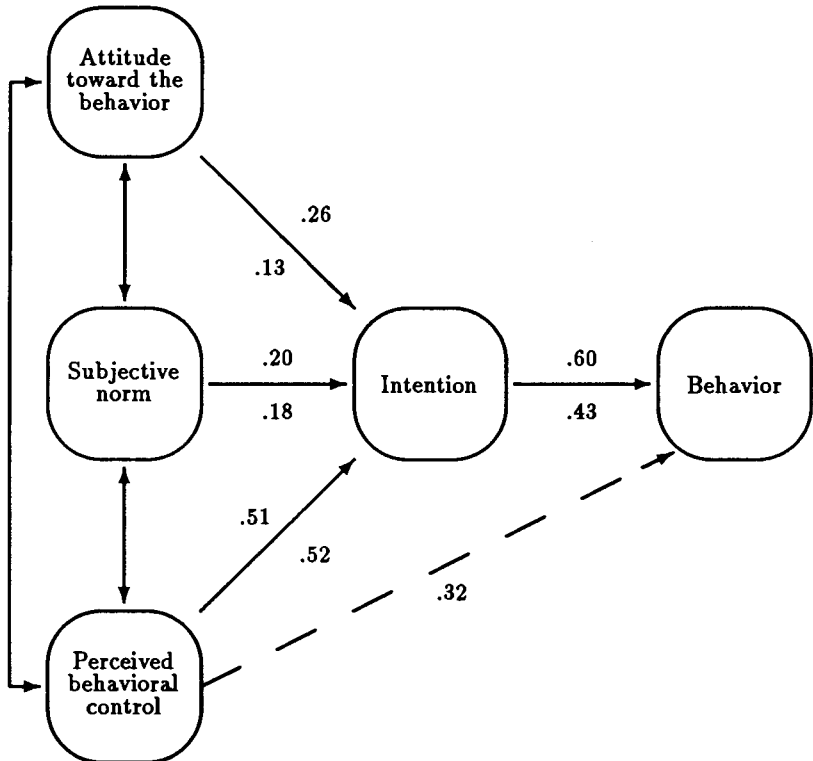 Attitude
toward the
behavior
.26
.13
Subjective
norm
.20
.18
Intention
.60
.43
Behavior
.51
.52
.32
Perceived
behavioral
control